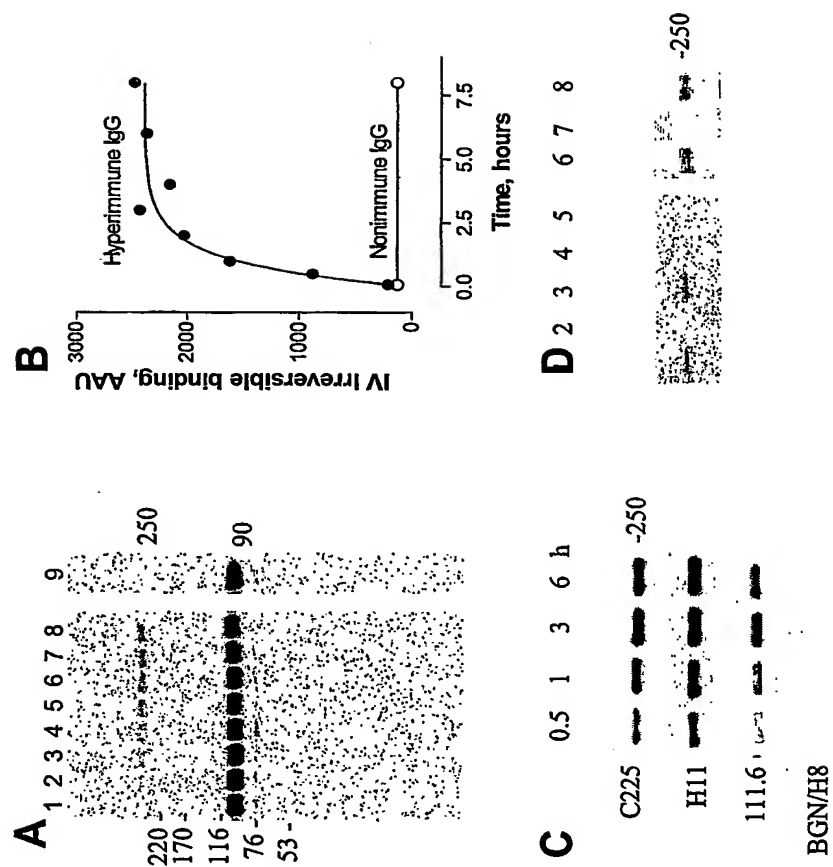 A
1 2 3 4 5 6 7 8 9
220
170
116
76
53
250
90
B
IV Irreversible binding, AAU
3000
2000
1000
0
Hyperimmune IgG
Nonimmune IgG
0.0 2.5 5.0 7.5
Time, hours
C
0.5 1 3 6 h
C225
H11
111.6
BGN/H8
-250
D
2 3 4 5 6 7 8
-250